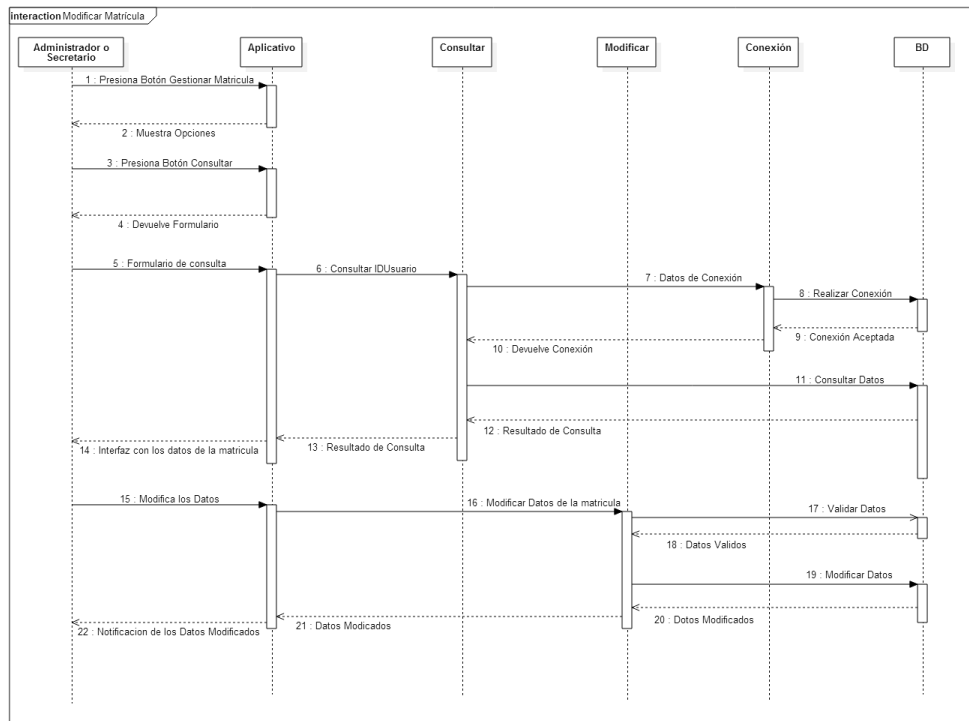 interaction Modificar Matrícula
Administrador o
Secretario
Aplicativo
Consultar
Modificar
Conexión
BD
1 : Presiona Botón Gestionar Matricula
2 : Muestra Opciones
3 : Presiona Botón Consultar
4 : Devuelve Formulario
5 : Formulario de consulta
6 : Consultar IDUsuario
7 : Datos de Conexión
8 : Realizar Conexión
9 : Conexión Aceptada
10 : Devuelve Conexión
11 : Consultar Datos
12 : Resultado de Consulta
13 : Resultado de Consulta
14 : Interfaz con los datos de la matricula
15 : Modifica los Datos
16 : Modificar Datos de la matricula
17 : Validar Datos
18 : Datos Validos
19 : Modificar Datos
20 : Dotos Modificados
21 : Datos Modicados
22 : Notificacion de los Datos Modificados